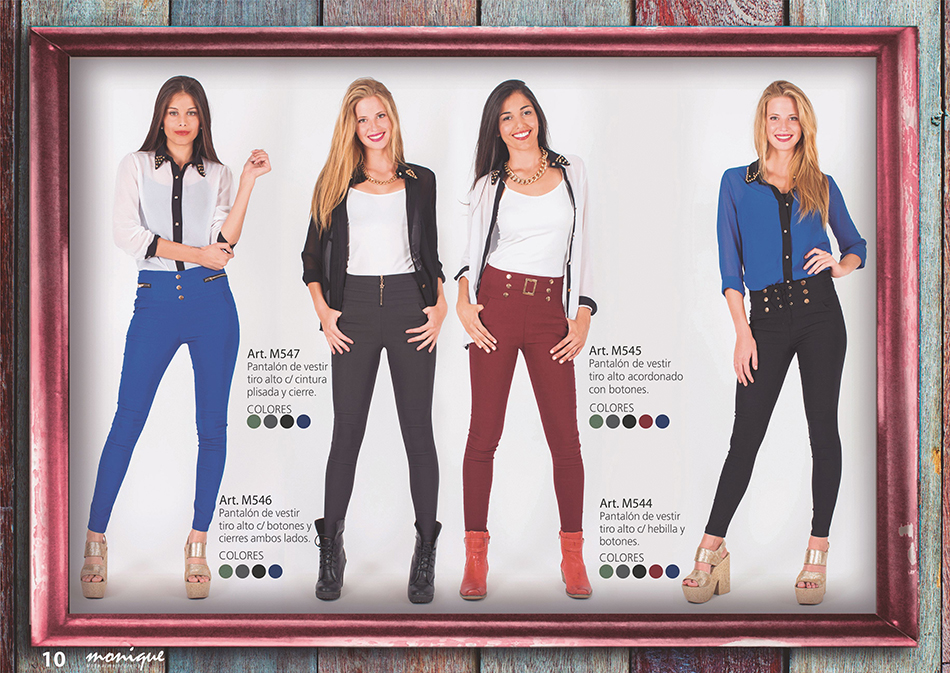 Art. M547
Pantalón de vestir
tiro alto c/ cintura
plisada y cierre.
COLORES
Art. M546
Pantalón de vestir
tiro alto c/ botones y
cierres ambos lados.
COLORES
Art. M545
Pantalón de vestir
tiro alto acordonado
con botones.
COLORES
Art. M544
Pantalón de vestir
tiro alto c/ hebilla y
botones.
COLORES
10 monique